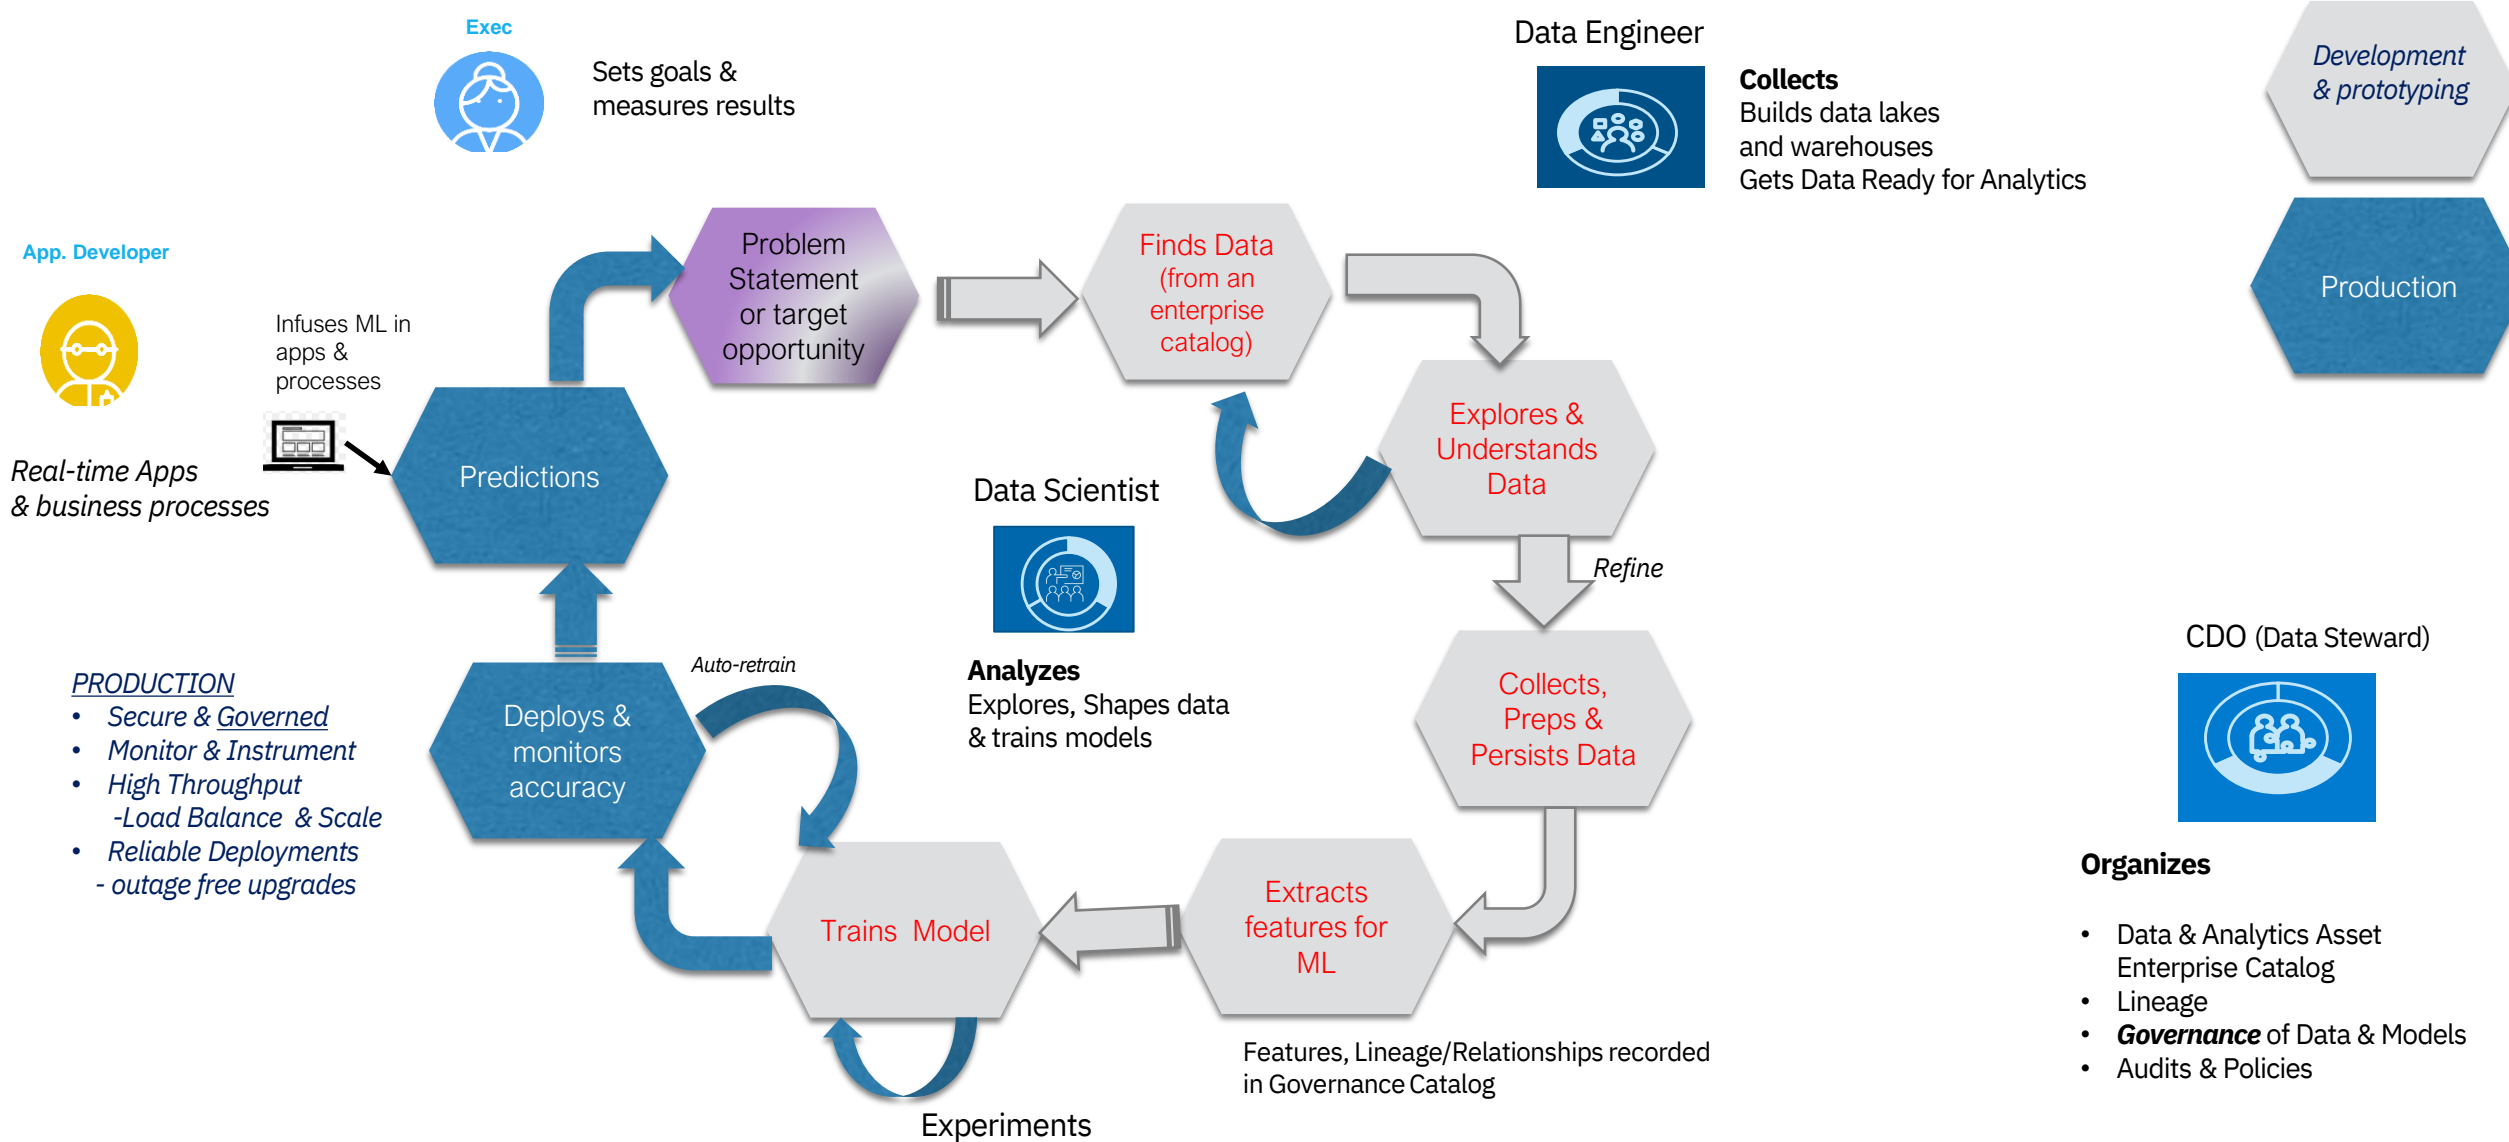 Exec
Sets goals &
measures results
Data Engineer
Collects
Builds data lakes
and warehouses
Gets Data Ready for Analytics
Development
& prototyping
Production
App. Developer
Infuses ML in
apps &
processes
Real-time Apps
& business processes
Problem
Statement
or target
opportunity
Finds Data
(from an
enterprise
catalog)
Explores &
Understands
Data
Predictions
Data Scientist
Analyzes
Explores, Shapes data
& trains models
Refine
Collects,
Preps &
Persists Data
CDO (Data Steward)
Organizes
• Data & Analytics Asset
Enterprise Catalog
• Lineage
• Governance of Data & Models
• Audits & Policies
PRODUCTION
• Secure & Governed
• Monitor & Instrument
• High Throughput
-Load Balance & Scale
• Reliable Deployments
- outage free upgrades
Deploys &
monitors
accuracy
Auto-retrain
Trains Model
Extracts
features for
ML
Features, Lineage/Relationships recorded
in Governance Catalog
Experiments